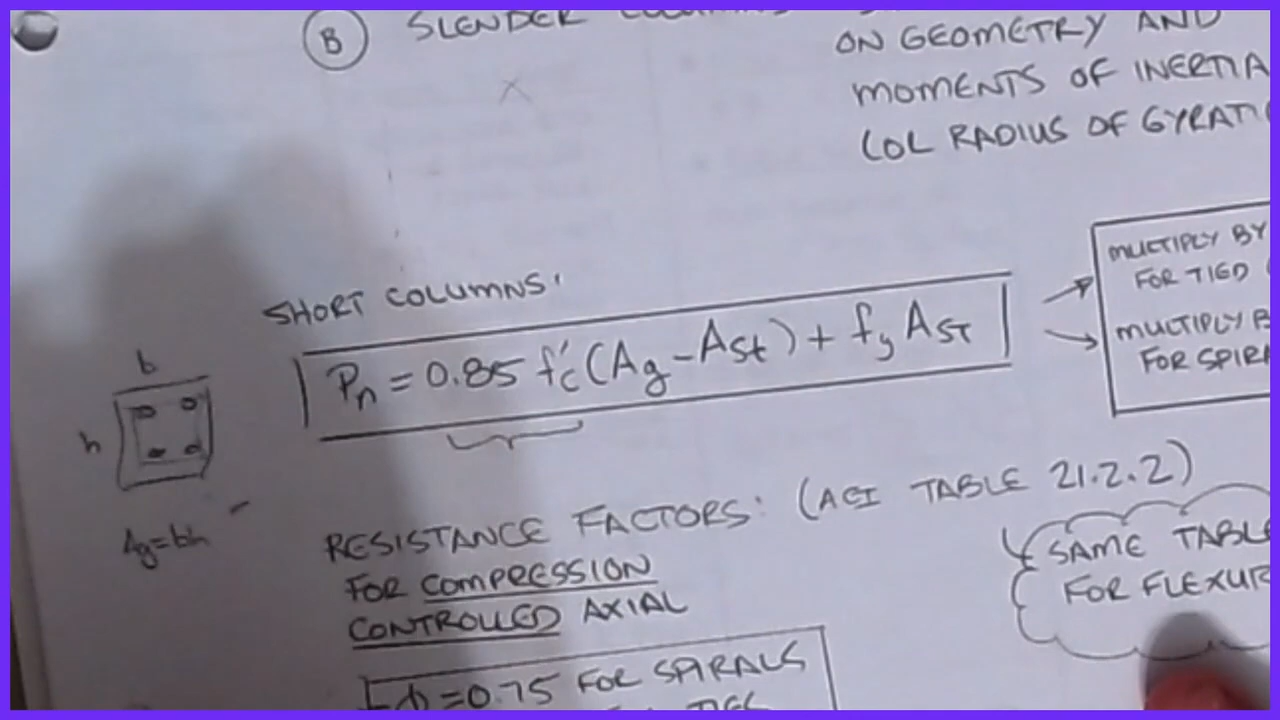 B SLENDER
ON GEOMETRY AND
MOMENTS OF INERTIA
(OL RADIUS OF GYRATI
SHORT COLUMNS:
Pn = 0.85 f'c (Ag - Ast) + fy AST
MULTIPLY BY
FOR TIED
MULTIPLY B
FOR SPIRA
b
h
Ag=bh
RESISTANCE FACTORS: (ACI TABLE 21.2.2)
FOR COMPRESSION
CONTROLLED AXIAL
SAME TABLE
FOR FLEXUR
ϕ=0.75 FOR SPIRALS